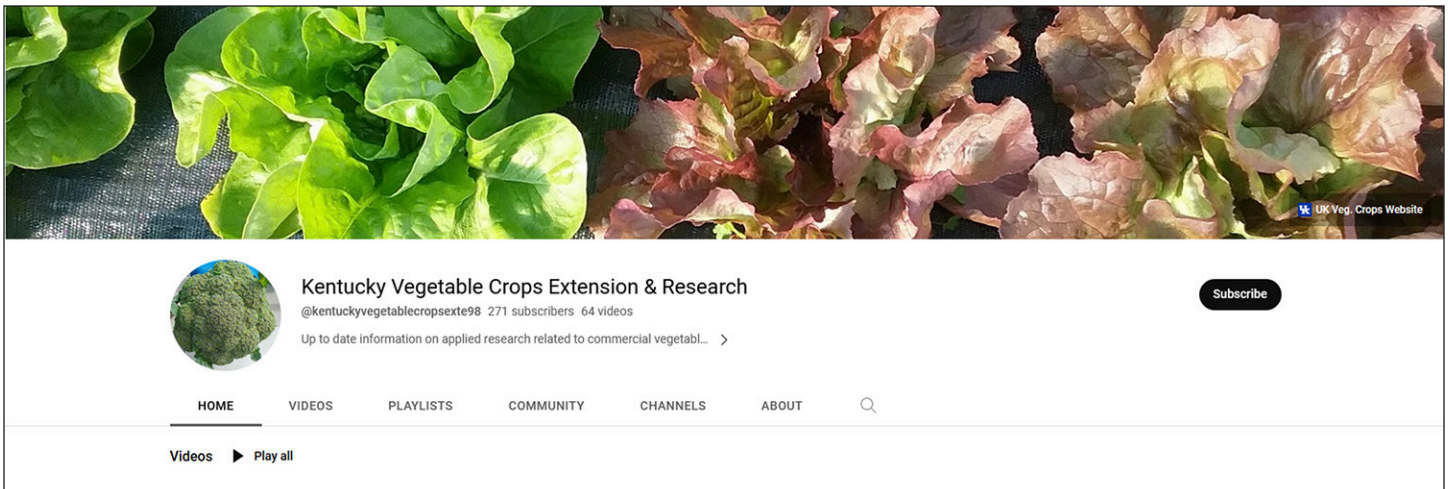 UK Veg. Crops Website
Kentucky Vegetable Crops Extension & Research
@kentuckyvegetablecropsexte98 271 subscribers 64 videos
Subscribe
Up to date information on applied research related to commercial vegetabl...
HOME VIDEOS PLAYLISTS COMMUNITY CHANNELS ABOUT
Videos Play all